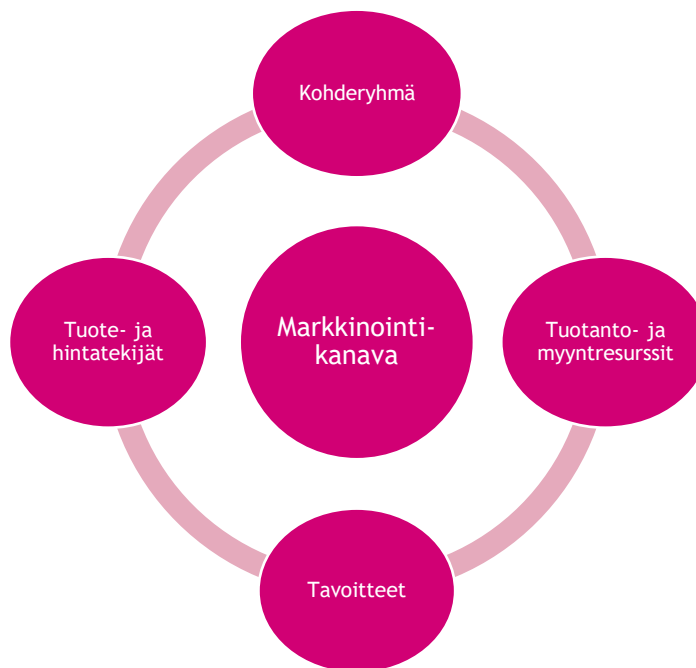 Kohderyhmä
Tuote- ja
hintatekijät
Markkinointi-
kanava
Tuotanto- ja
myyntresurssit
Tavoitteet